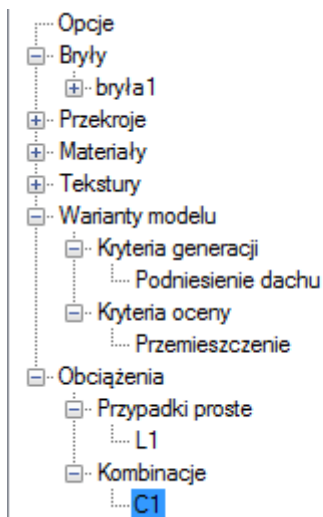 Opcje
Bryły
bryła1
Przekroje
Materiały
Tekstury
Warianty modelu
Kryteria generacji
Podniesienie dachu
Kryteria oceny
Przemieszczenie
Obciążenia
Przypadki proste
L1
Kombinacje
C1